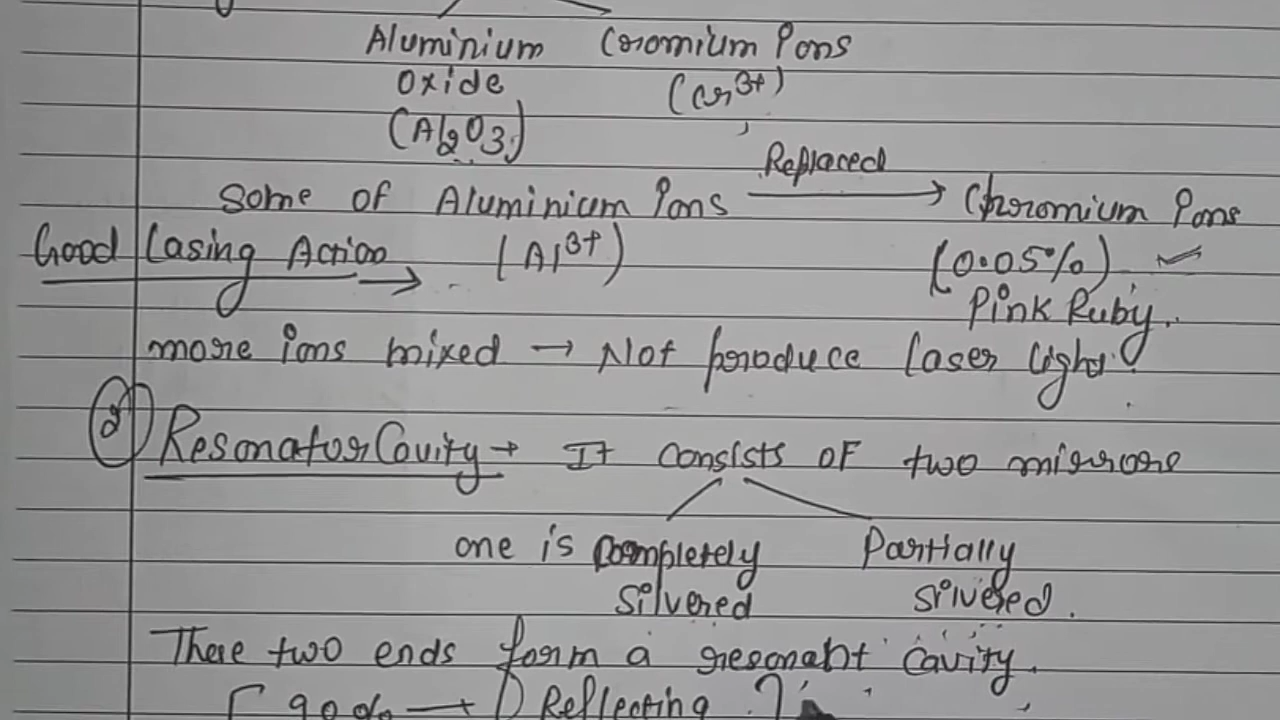 Aluminium Cromium Ions
Oxide (Cr3+)
(Al2O3)
Replaced
Some of Aluminium Ions → Chromium Ions
Good Lasing Action → (Al3+) (0.05%) ✓
Pink Ruby.
more ions mixed → Not produce laser light.
2 Resonator Cavity → It consists of two mirrors
one is completely Partially
Silvered Silvered.
These two ends form a resonant cavity.
[ 90% → ] Reflecting